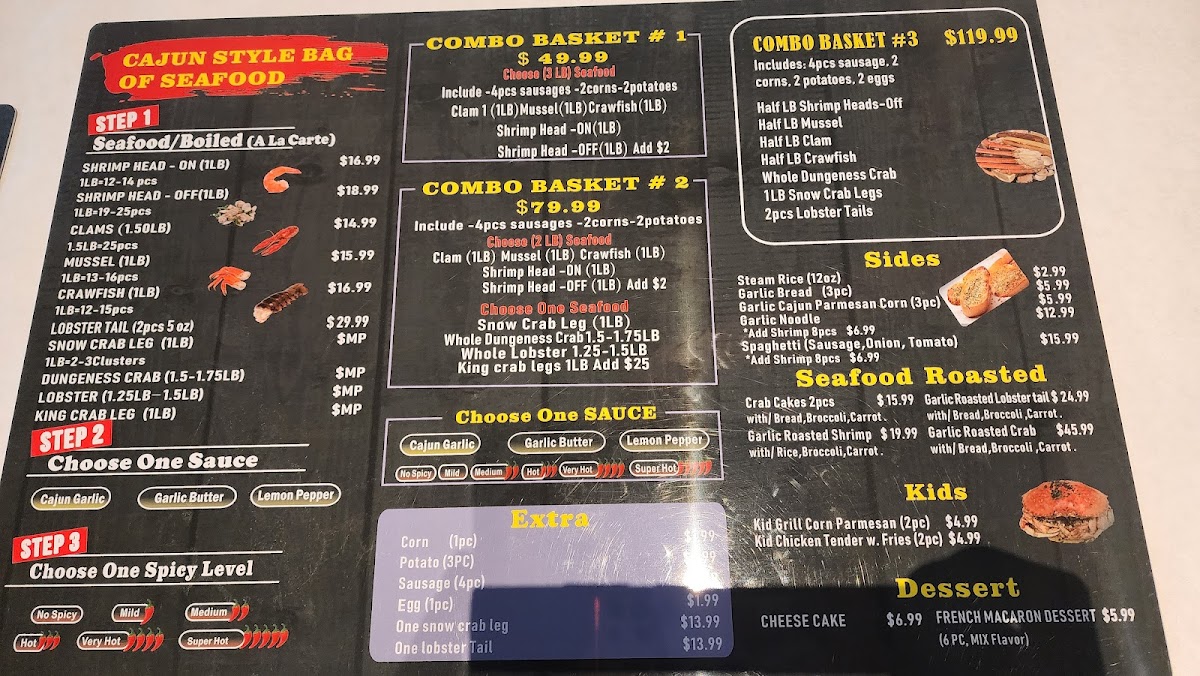 CAJUN STYLE BAG
OF SEAFOOD
STEP 1
Seafood/Boiled (A La Carte)
SHRIMP HEAD - ON (1LB) $16.99
1LB=12-14 pcs
SHRIMP HEAD - OFF(1LB) $18.99
1LB=19-25pcs
CLAMS (1.50LB) $14.99
1.5LB=25pcs
MUSSEL (1LB) $15.99
1LB=13-16pcs
CRAWFISH (1LB) $16.99
1LB=12-15pcs
LOBSTER TAIL (2pcs 5 oz) $29.99
SNOW CRAB LEG (1LB) $MP
1LB=2-3Clusters
DUNGENESS CRAB (1.5-1.75LB) $MP
LOBSTER (1.25LB-1.5LB) $MP
KING CRAB LEG (1LB) $MP
STEP 2
Choose One Sauce
Cajun Garlic Garlic Butter Lemon Pepper
STEP 3
Choose One Spicy Level
No Spicy Mild Medium
Hot Very Hot Super Hot
COMBO BASKET # 1
$ 49.99
Choose (3 LB) Seafood
Include -4pcs sausages -2corns-2potatoes
Clam 1 (1LB)Mussel(1LB)Crawfish(1LB)
Shrimp Head -ON(1LB)
Shrimp Head -OFF(1LB) Add $2
COMBO BASKET # 2
$79.99
Include -4pcs sausages -2corns-2potatoes
Choose (2 LB) Seafood
Clam (1LB) Mussel (1LB) Crawfish (1LB)
Shrimp Head -ON (1LB)
Shrimp Head -OFF (1LB) Add $2
Choose One Seafood
Snow Crab Leg (1LB)
Whole Dungeness Crab 1.5-1.75LB
Whole Lobster 1.25-1.5LB
King crab legs 1LB Add $25
Choose One SAUCE
Cajun Garlic Garlic Butter Lemon Pepper
No Spicy Mild Medium Hot Very Hot Super Hot
Extra
Corn (1pc)
Potato (3PC)
Sausage (4pc)
Egg (1pc) $1.99
One snow crab leg $13.99
One lobster Tail $13.99
COMBO BASKET #3 $119.99
Includes: 4pcs sausage, 2
corns, 2 potatoes, 2 eggs
Half LB Shrimp Heads-Off
Half LB Mussel
Half LB Clam
Half LB Crawfish
Whole Dungeness Crab
1LB Snow Crab Legs
2pcs Lobster Tails
Sides
Steam Rice (12oz) $2.99
Garlic Bread (3pc) $5.99
Garlic Cajun Parmesan Corn (3pc) $5.99
Garlic Noodle $12.99
*Add Shrimp 8pcs $6.99
Spaghetti (Sausage,Onion, Tomato) $15.99
*Add Shrimp 8pcs $6.99
Seafood Roasted
Crab Cakes 2pcs $15.99 Garlic Roasted Lobster tail $24.99
with/ Bread,Broccoli,Carrot. with/ Bread,Broccoli,Carrot.
Garlic Roasted Shrimp $19.99 Garlic Roasted Crab $45.99
with/ Rice,Broccoli,Carrot. with/ Bread,Broccoli,Carrot.
Kids
Kid Grill Corn Parmesan (2pc) $4.99
Kid Chicken Tender w. Fries (2pc) $4.99
Dessert
CHEESE CAKE $6.99 FRENCH MACARON DESSERT $5.99
(6 PC, MIX Flavor)